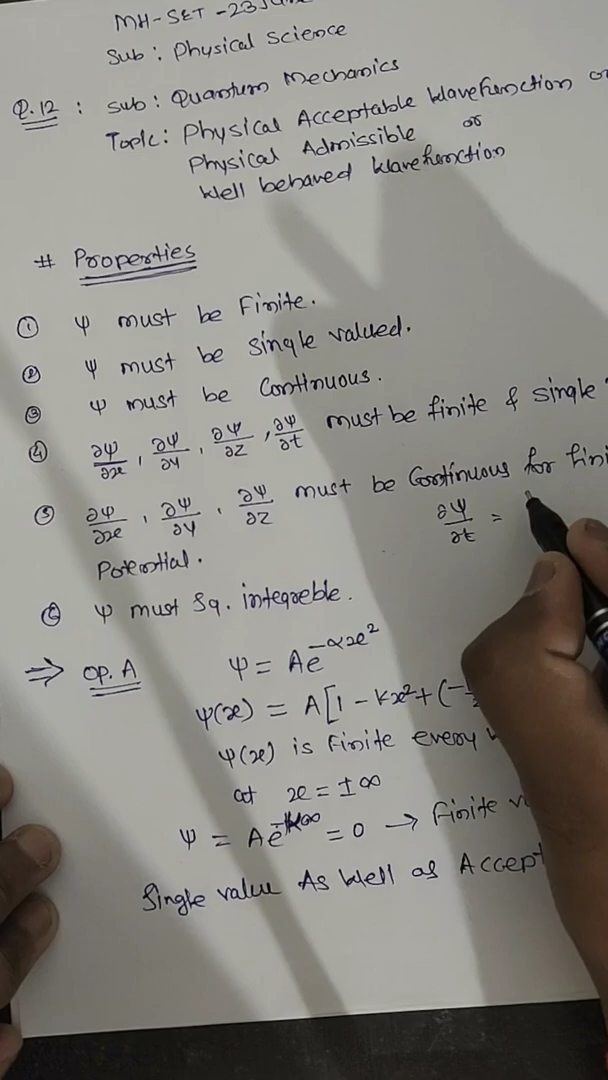 MH-SET-23
Sub : Physical Science
Q.12 : Sub : Quantum Mechanics
Topic : Physical Acceptable Wavefunction or
Physical Admissible or
Well behaved Wavefunction
# Properties
① ψ must be Finite.
② ψ must be Single valued.
③ ψ must be Continuous.
④ ∂ψ/∂x , ∂ψ/∂y , ∂ψ/∂z , ∂ψ/∂t must be finite & single
⑤ ∂ψ/∂x , ∂ψ/∂y , ∂ψ/∂z must be Continuous for
Potential.
∂ψ/∂t =
⑥ ψ must Sq. integreble.
⇒ OP. A ψ = Ae^-αx²
ψ(x) = A[1 - Kx² + (-
ψ(x) is Finite every
at x = ±∞
ψ = Ae^-∞ = 0 → Finite
Single value As Well as